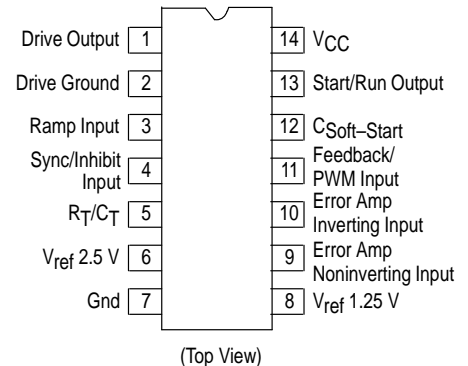 Drive Output 1
Drive Ground 2
Ramp Input 3
Sync/Inhibit
Input 4
RT/CT 5
Vref 2.5 V 6
Gnd 7
14 VCC
13 Start/Run Output
12 CSoft–Start
11 Feedback/
PWM Input
10 Error Amp
Inverting Input
9 Error Amp
Noninverting Input
8 Vref 1.25 V
(Top View)